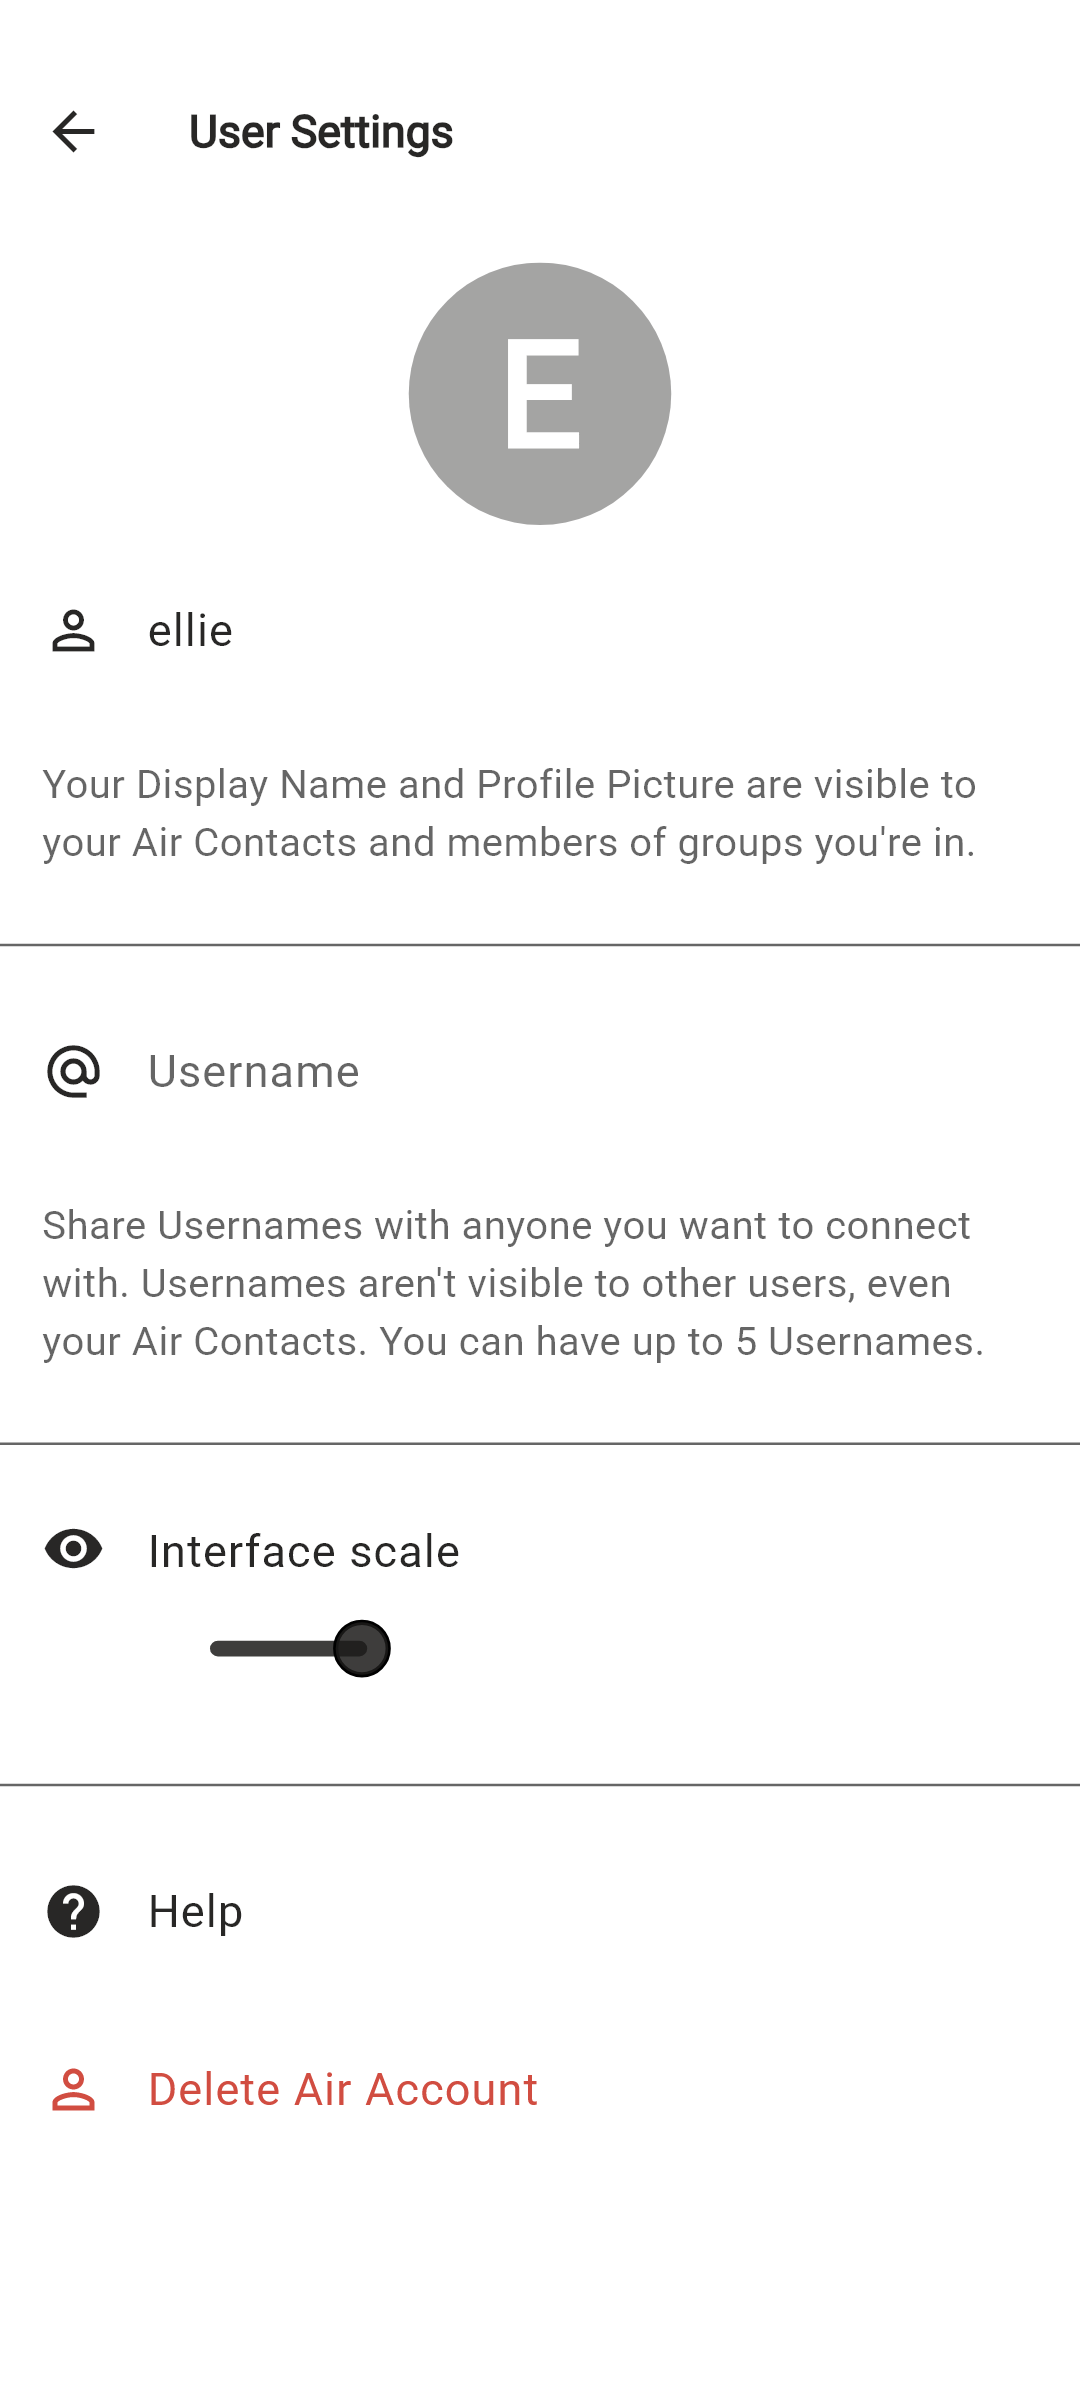 User Settings
E
ellie
Your Display Name and Profile Picture are visible to
your Air Contacts and members of groups you're in.
Username
Share Usernames with anyone you want to connect
with. Usernames aren't visible to other users, even
your Air Contacts. You can have up to 5 Usernames.
Interface scale
Help
Delete Air Account